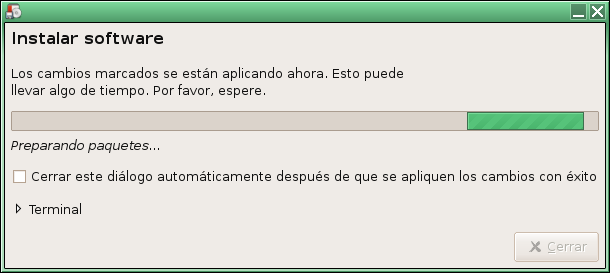 Instalar software
Los cambios marcados se están aplicando ahora. Esto puede
llevar algo de tiempo. Por favor, espere.
Preparando paquetes...
Cerrar este diálogo automáticamente después de que se apliquen los cambios con éxito
Terminal
Cerrar